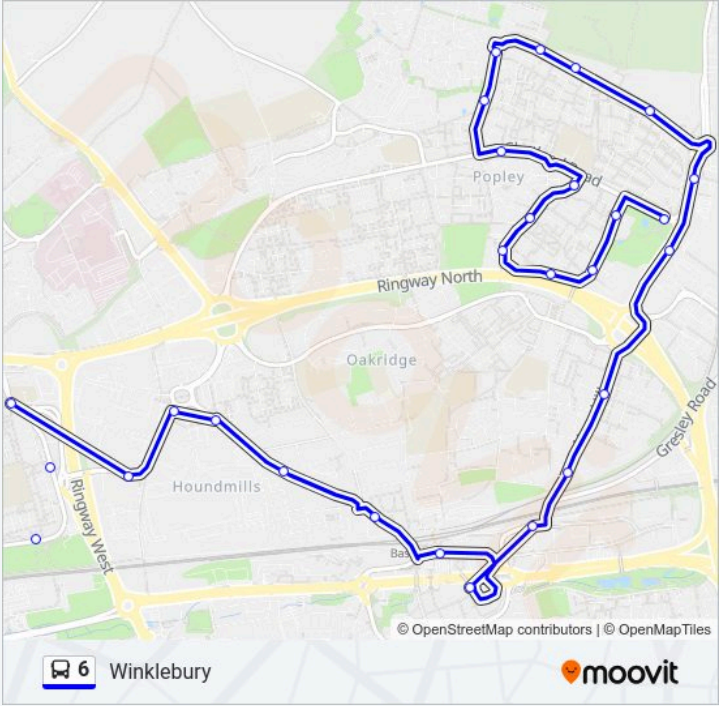 Popley
Ringway North
Oakridge
Gresley Road
Houndmills
Ringway West
© OpenStreetMap contributors | © OpenMapTiles
6 Winklebury
moovit